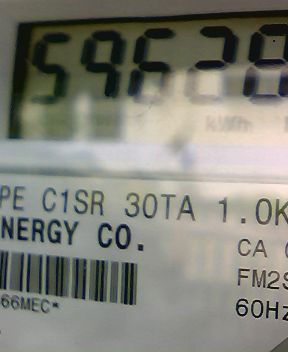 59628
kWh
PE C1SR 30TA 1.0K
NERGY CO.
CA
FM2S
66MEC*
60Hz